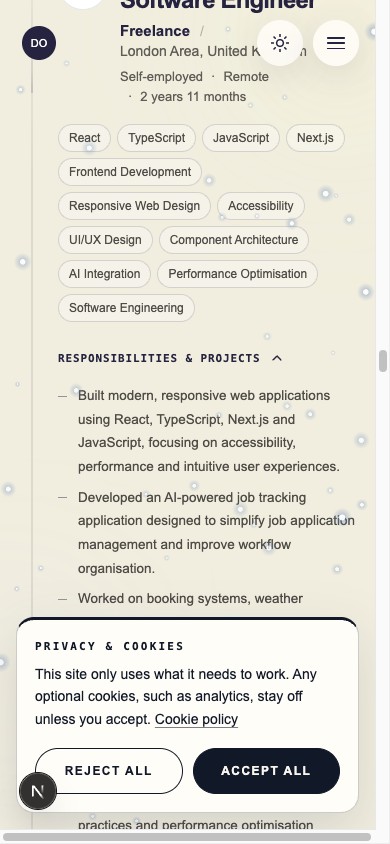 Software Engineer
DO
Freelance /
London Area, United K
Self-employed · Remote
· 2 years 11 months
React TypeScript JavaScript Next.js
Frontend Development
Responsive Web Design Accessibility
UI/UX Design Component Architecture
AI Integration Performance Optimisation
Software Engineering
RESPONSIBILITIES & PROJECTS
— Built modern, responsive web applications
using React, TypeScript, Next.js and
JavaScript, focusing on accessibility,
performance and intuitive user experiences.
— Developed an AI-powered job tracking
application designed to simplify job application
management and improve workflow
organisation.
— Worked on booking systems, weather
PRIVACY & COOKIES
This site only uses what it needs to work. Any
optional cookies, such as analytics, stay off
unless you accept. Cookie policy
REJECT ALL ACCEPT ALL
N
practices and performance optimisation